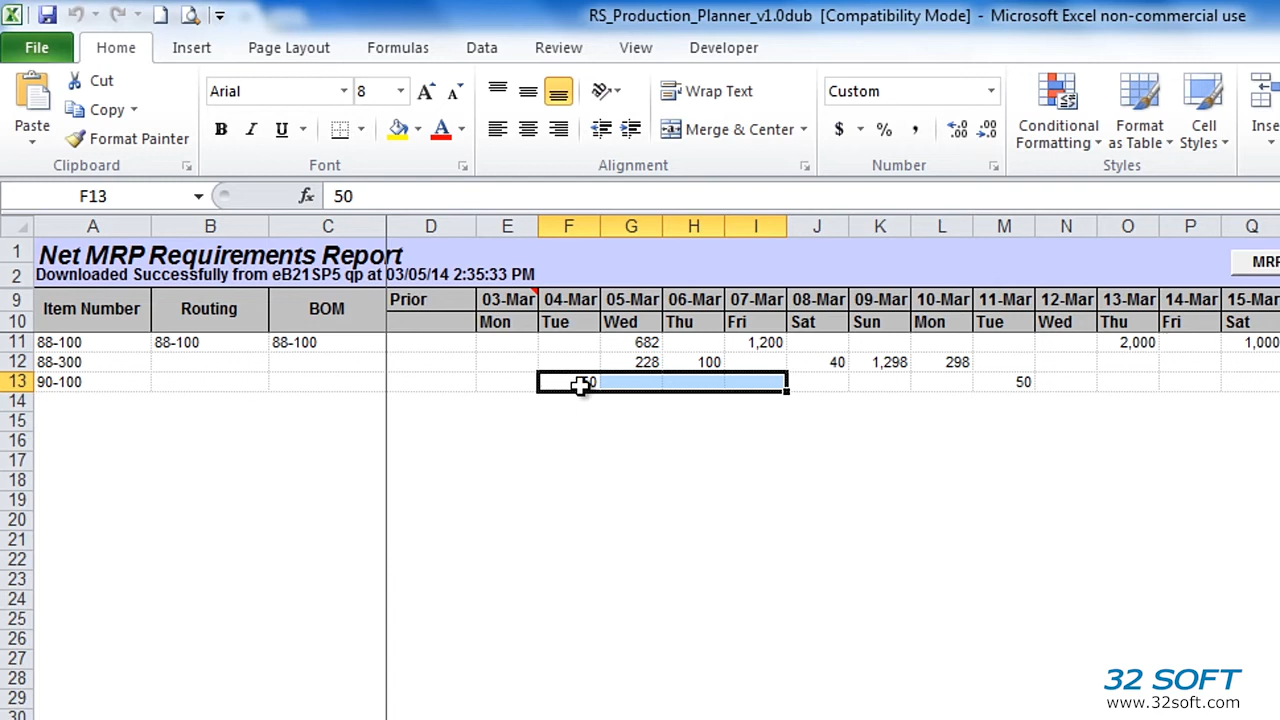 RS_Production_Planner_v1.0dub [Compatibility Mode] - Microsoft Excel non-commercial use
File Home Insert Page Layout Formulas Data Review View Developer
Paste
Cut
Copy
Format Painter
Clipboard
Arial 8
B I U A
Font
Wrap Text
Merge & Center
Alignment
Custom
$ % ,
Number
Conditional Formatting
Format as Table
Cell Styles
Styles
F13 fx 50
A B C D E F G H I J K L M N O P Q
1 Net MRP Requirements Report
2 Downloaded Successfully from eB21SP5 qp at 03/05/14 2:35:33 PM
9 Item Number Routing BOM Prior 03-Mar 04-Mar 05-Mar 06-Mar 07-Mar 08-Mar 09-Mar 10-Mar 11-Mar 12-Mar 13-Mar 14-Mar 15-Mar
10 Mon Tue Wed Thu Fri Sat Sun Mon Tue Wed Thu Fri Sat
11 88-100 88-100 88-100 682 1,200 2,000 1,000
12 88-300 228 100 40 1,298 298
13 90-100 50
14
15
16
17
18
19
20
21
22
23
24
25
26
27
28
29
30
32 SOFT
www.32soft.com